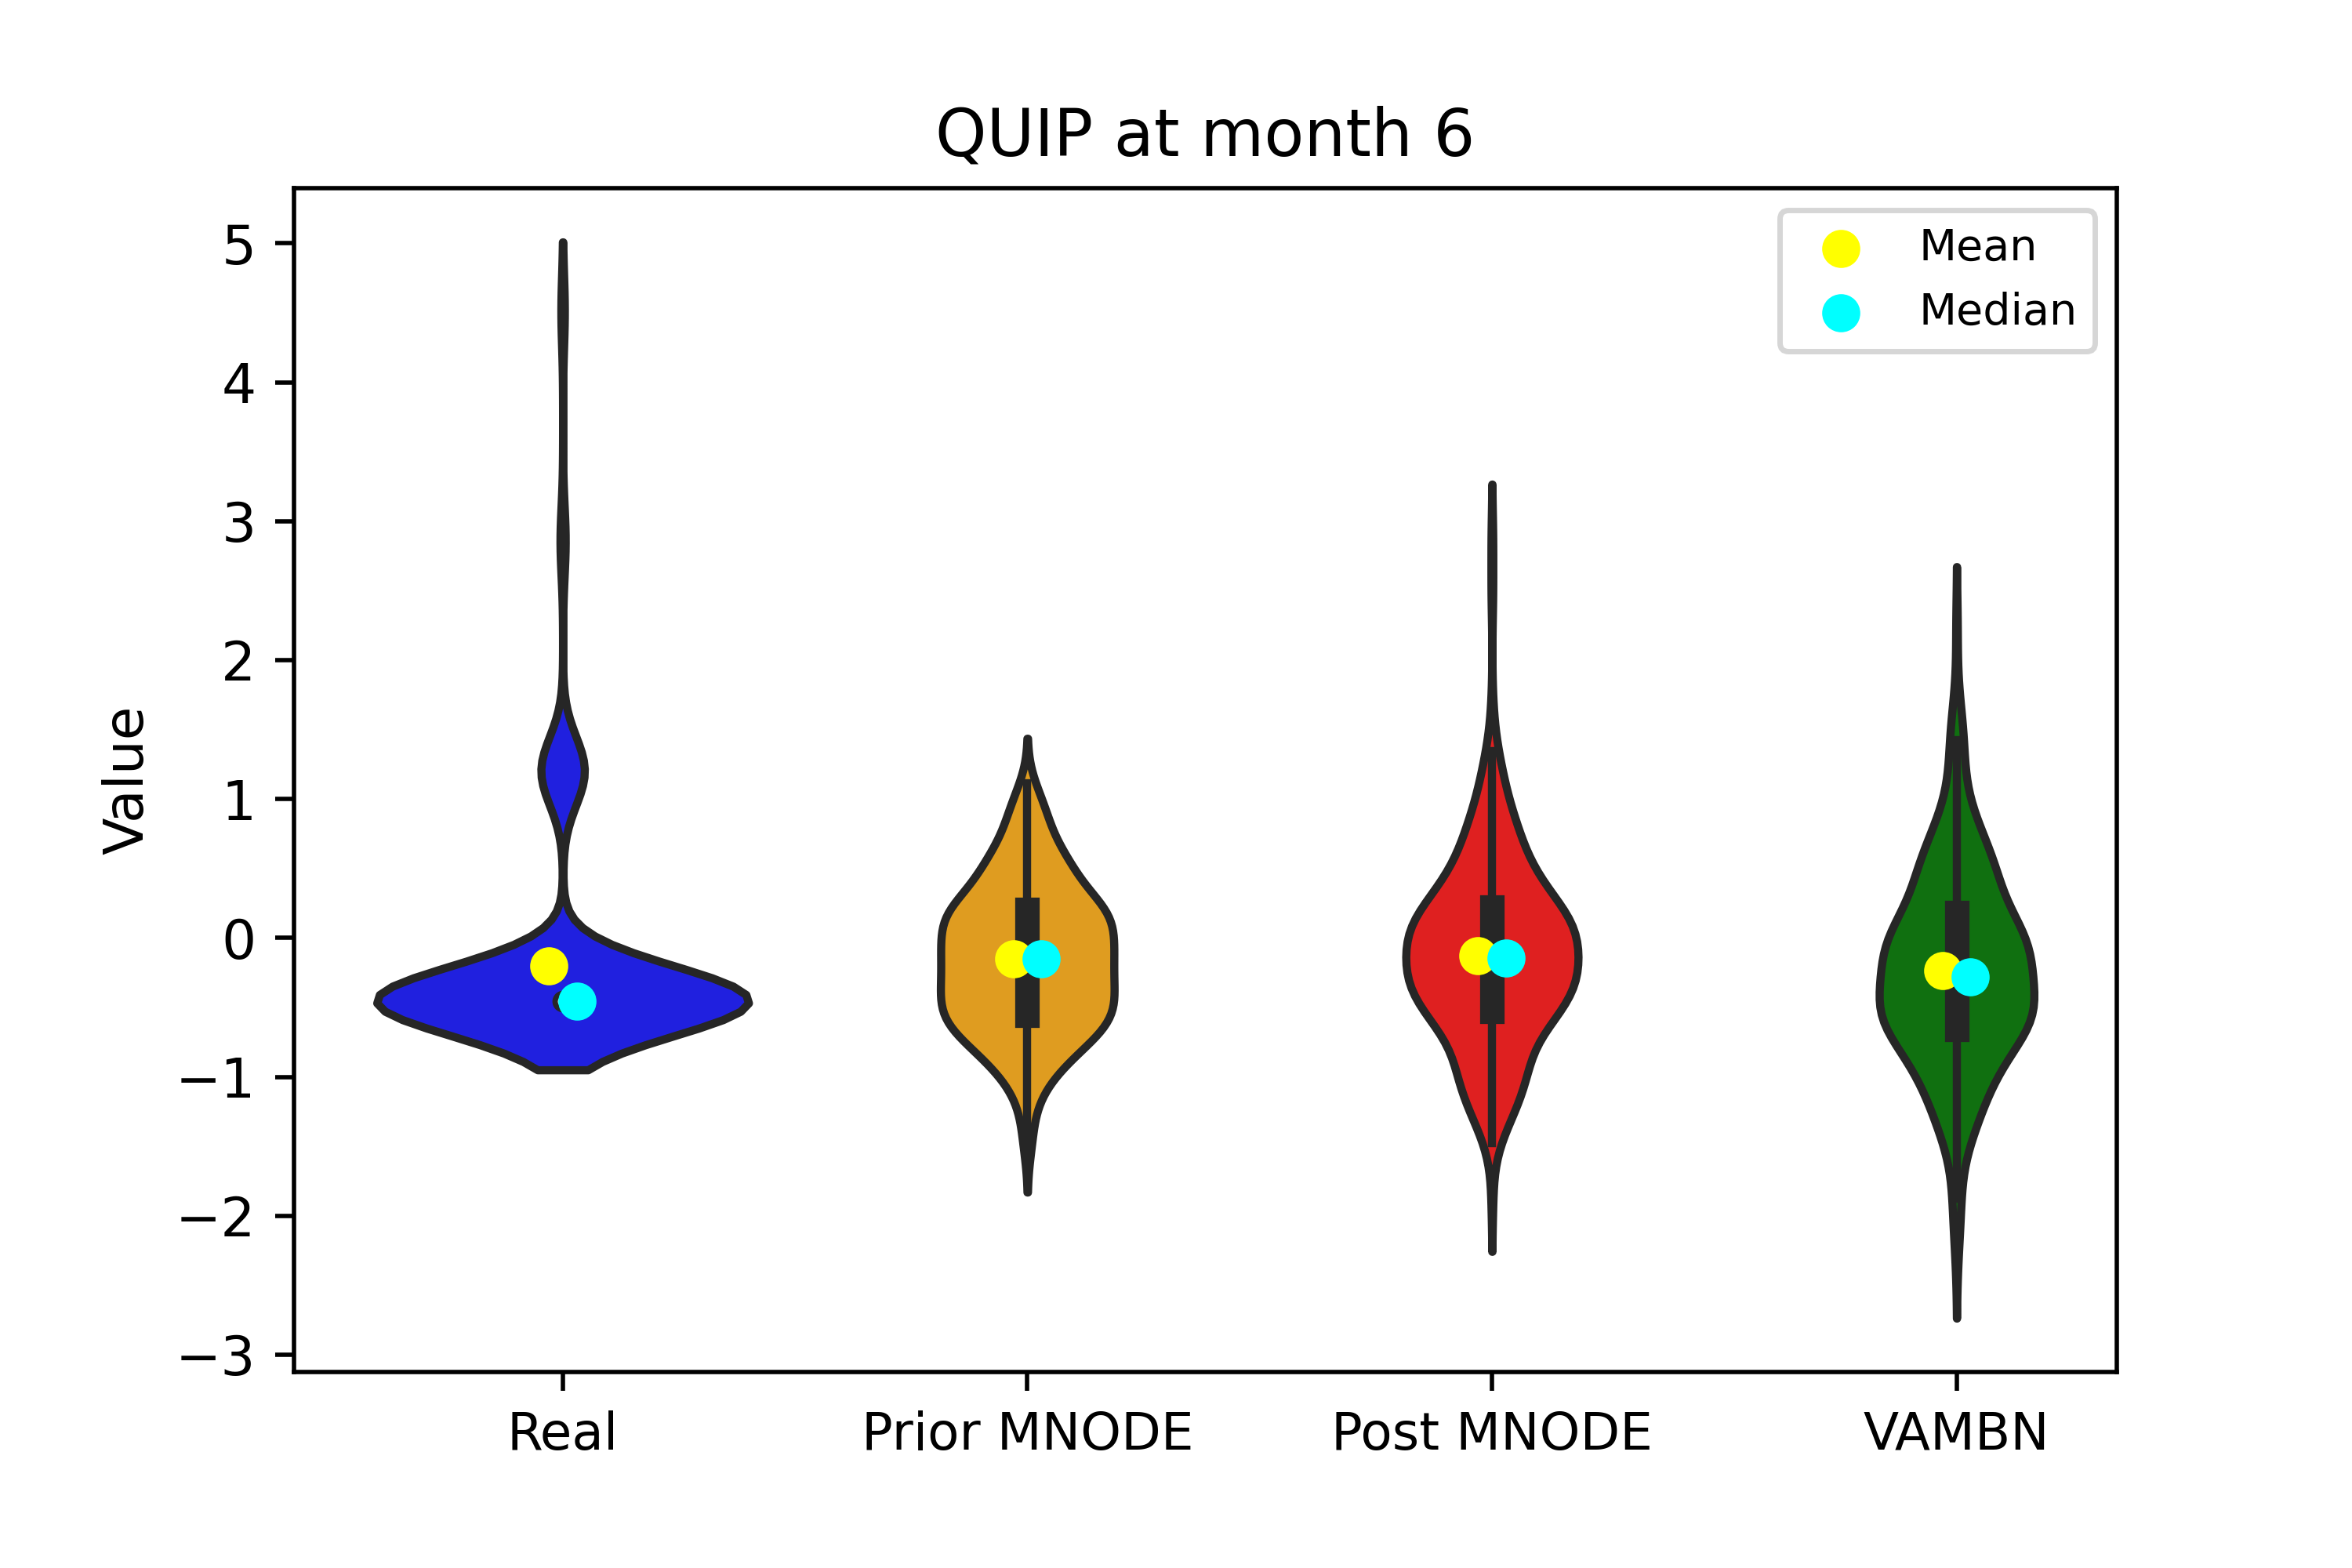 QUIP at month 6
Mean
Median
Value
5
4
3
2
1
0
−1
−2
−3
Real
Prior MNODE
Post MNODE
VAMBN